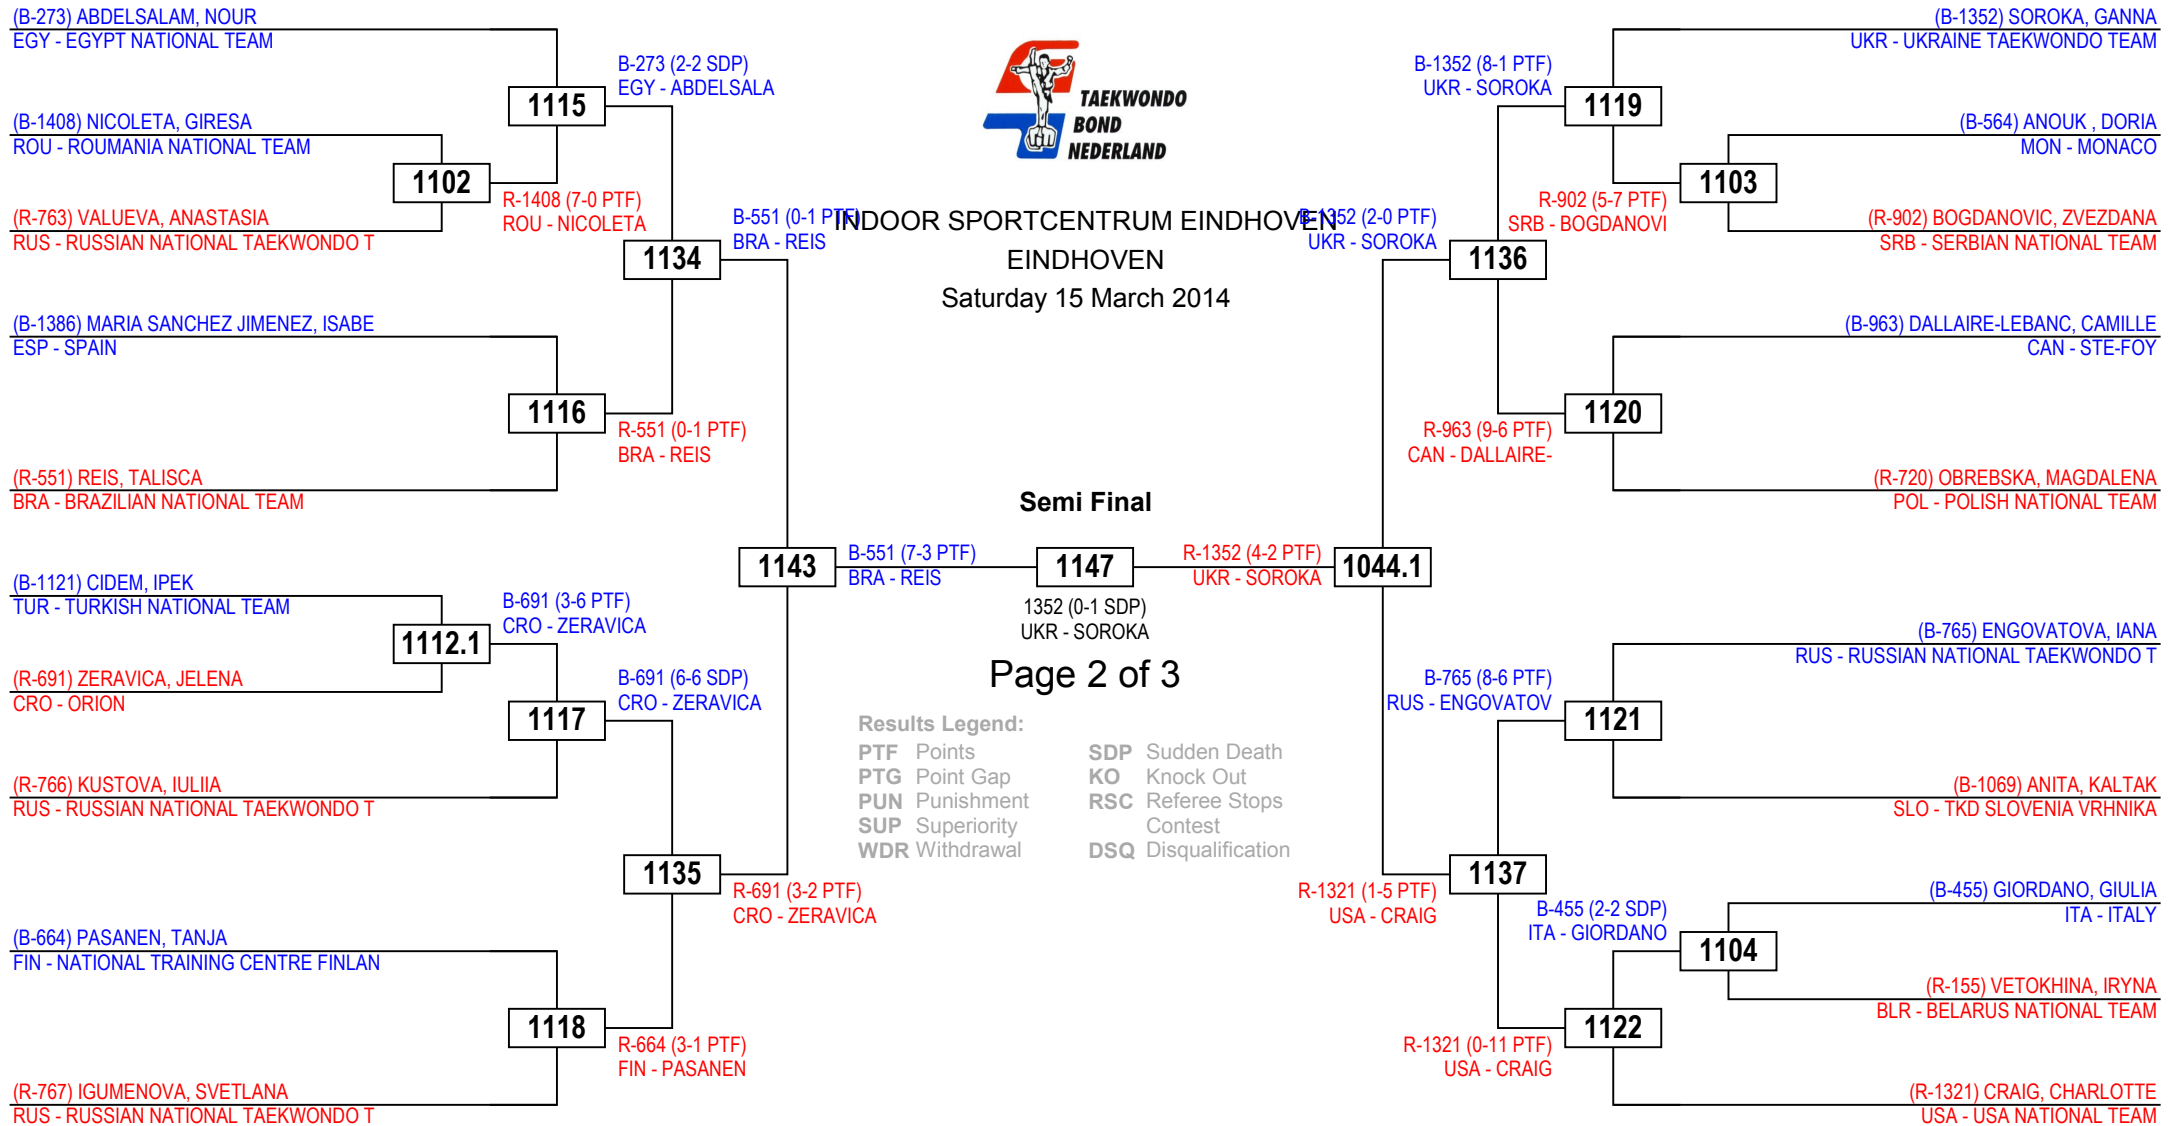 (B-273) ABDELSALAM, NOUR
EGY - EGYPT NATIONAL TEAM
B-273 (2-2 SDP)
EGY - ABDELSALA
1115
(B-1408) NICOLETA, GIRESA
ROU - ROUMANIA NATIONAL TEAM
1102
R-1408 (7-0 PTF)
ROU - NICOLETA
(R-763) VALUEVA, ANASTASIA
RUS - RUSSIAN NATIONAL TAEKWONDO T
B-551 (0-1 PTF)
BRA - REIS
1134
(B-1386) MARIA SANCHEZ JIMENEZ, ISABE
ESP - SPAIN
1116
R-551 (0-1 PTF)
BRA - REIS
(R-551) REIS, TALISCA
BRA - BRAZILIAN NATIONAL TEAM
1143
B-551 (7-3 PTF)
BRA - REIS
(B-1121) CIDEM, IPEK
TUR - TURKISH NATIONAL TEAM
B-691 (3-6 PTF)
CRO - ZERAVICA
1112.1
(R-691) ZERAVICA, JELENA
CRO - ORION
B-691 (6-6 SDP)
CRO - ZERAVICA
1117
(R-766) KUSTOVA, IULIIA
RUS - RUSSIAN NATIONAL TAEKWONDO T
1135
R-691 (3-2 PTF)
CRO - ZERAVICA
(B-664) PASANEN, TANJA
FIN - NATIONAL TRAINING CENTRE FINLAN
1118
R-664 (3-1 PTF)
FIN - PASANEN
(R-767) IGUMENOVA, SVETLANA
RUS - RUSSIAN NATIONAL TAEKWONDO T
TAEKWONDO
BOND
NEDERLAND
INDOOR SPORTCENTRUM EINDHOVEN
EINDHOVEN
Saturday 15 March 2014
Semi Final
1147
1352 (0-1 SDP)
UKR - SOROKA
Page 2 of 3
Results Legend:
PTF Points
PTG Point Gap
PUN Punishment
SUP Superiority
WDR Withdrawal
SDP Sudden Death
KO Knock Out
RSC Referee Stops
Contest
DSQ Disqualification
(B-1352) SOROKA, GANNA
UKR - UKRAINE TAEKWONDO TEAM
B-1352 (8-1 PTF)
UKR - SOROKA
1119
(B-564) ANOUK , DORIA
MON - MONACO
1103
R-902 (5-7 PTF)
SRB - BOGDANOVI
(R-902) BOGDANOVIC, ZVEZDANA
SRB - SERBIAN NATIONAL TEAM
B-1352 (2-0 PTF)
UKR - SOROKA
1136
(B-963) DALLAIRE-LEBANC, CAMILLE
CAN - STE-FOY
1120
R-963 (9-6 PTF)
CAN - DALLAIRE-
(R-720) OBREBSKA, MAGDALENA
POL - POLISH NATIONAL TEAM
R-1352 (4-2 PTF)
UKR - SOROKA
1044.1
(B-765) ENGOVATOVA, IANA
RUS - RUSSIAN NATIONAL TAEKWONDO T
B-765 (8-6 PTF)
RUS - ENGOVATOV
1121
(B-1069) ANITA, KALTAK
SLO - TKD SLOVENIA VRHNIKA
1137
R-1321 (1-5 PTF)
USA - CRAIG
(B-455) GIORDANO, GIULIA
ITA - ITALY
B-455 (2-2 SDP)
ITA - GIORDANO
1104
(R-155) VETOKHINA, IRYNA
BLR - BELARUS NATIONAL TEAM
1122
R-1321 (0-11 PTF)
USA - CRAIG
(R-1321) CRAIG, CHARLOTTE
USA - USA NATIONAL TEAM